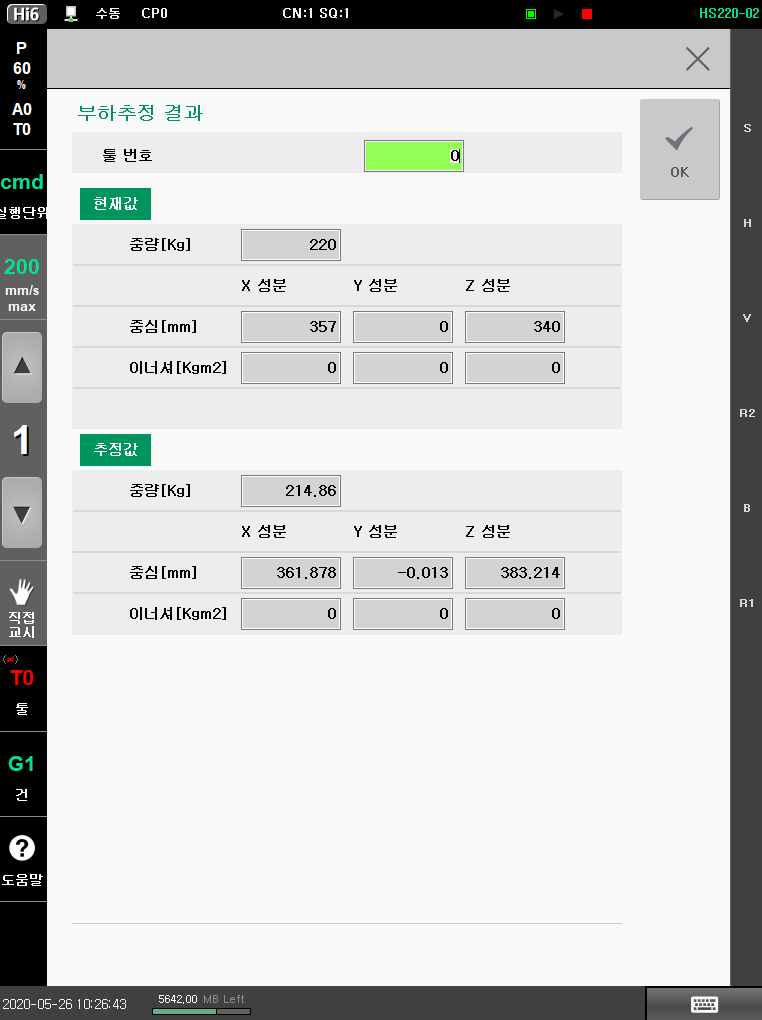 Hi6 수동 CP0 CN:1 SQ:1 HS220-02
P
60
%
A0
T0
cmd
실행단위
200
mm/s
max
1
직접
교시
(≠)
T0
툴
G1
건
?
도움말
부하추정 결과
툴 번호 0
OK
현재값
중량[Kg] 220
X 성분 Y 성분 Z 성분
중심[mm] 357 0 340
이너셔[Kgm2] 0 0 0
추정값
중량[Kg] 214.86
X 성분 Y 성분 Z 성분
중심[mm] 361.878 -0.013 383.214
이너셔[Kgm2] 0 0 0
S
H
V
R2
B
R1
2020-05-26 10:26:43 5642,00 MB Left